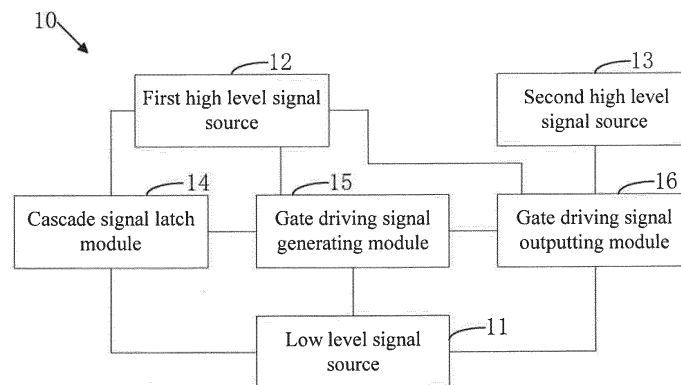 10
12
13
First high level signal
source
Second high level
signal source
14
15
16
Cascade signal latch
module
Gate driving signal
generating module
Gate driving signal
outputting module
11
Low level signal
source